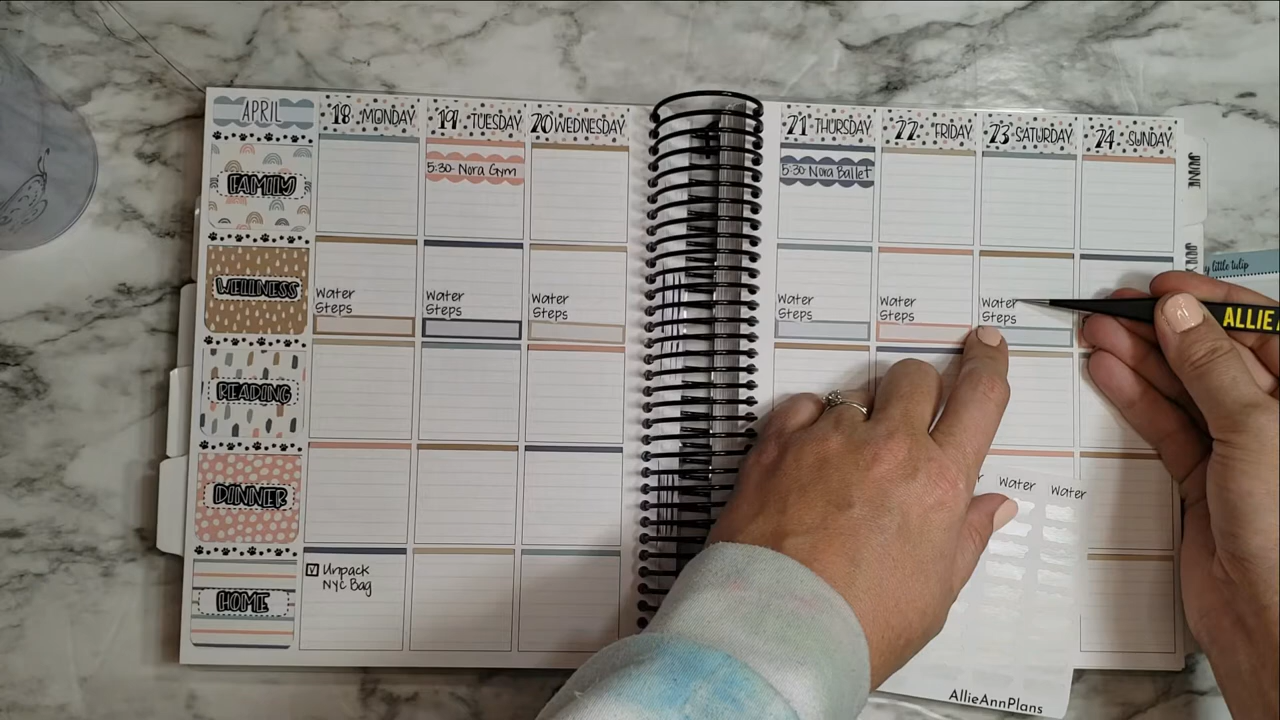 APRIL
18 MONDAY
19 TUESDAY
20 WEDNESDAY
21 THURSDAY
22 FRIDAY
23 SATURDAY
24 SUNDAY
JUNE
FAMILY
5:30 Nora Gym
5:30 Nora Ballet
y little tulip
WELLNESS
Water
Steps
Water
Steps
Water
Steps
Water
Steps
Water
Steps
Water
Steps
ALLIE
READING
DINNER
Water
Water
HOME
Unpack
NYC Bag
AllieAnnPlans